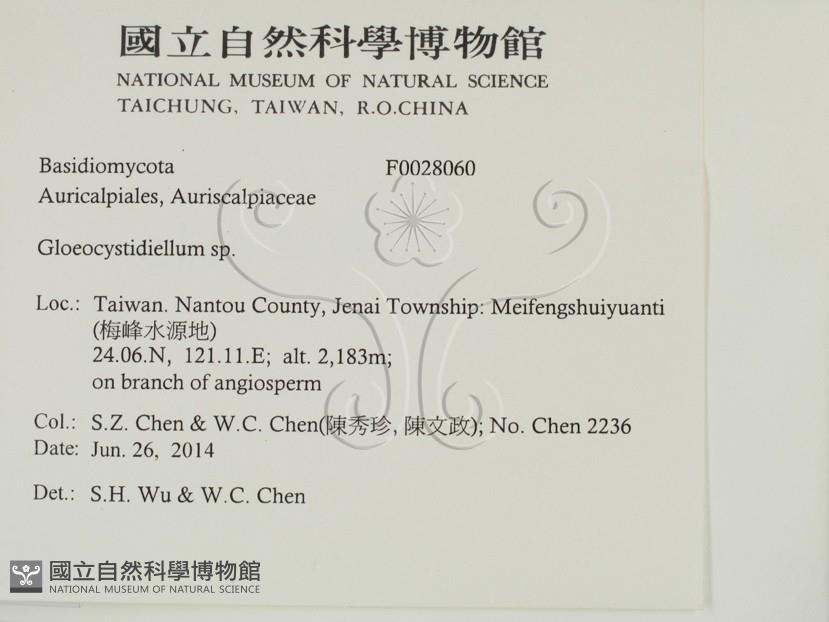 國立自然科學博物館
NATIONAL MUSEUM OF NATURAL SCIENCE
TAICHUNG, TAIWAN, R.O.CHINA
Basidiomycota F0028060
Auricalpiales, Auriscalpiaceae
Gloeocystidiellum sp.
Loc.: Taiwan. Nantou County, Jenai Township: Meifengshuiyuanti
(梅峰水源地)
24.06.N, 121.11.E; alt. 2,183m;
on branch of angiosperm
Col.: S.Z. Chen & W.C. Chen(陳秀珍, 陳文政); No. Chen 2236
Date: Jun. 26, 2014
Det.: S.H. Wu & W.C. Chen
國立自然科學博物館
NATIONAL MUSEUM OF NATURAL SCIENCE